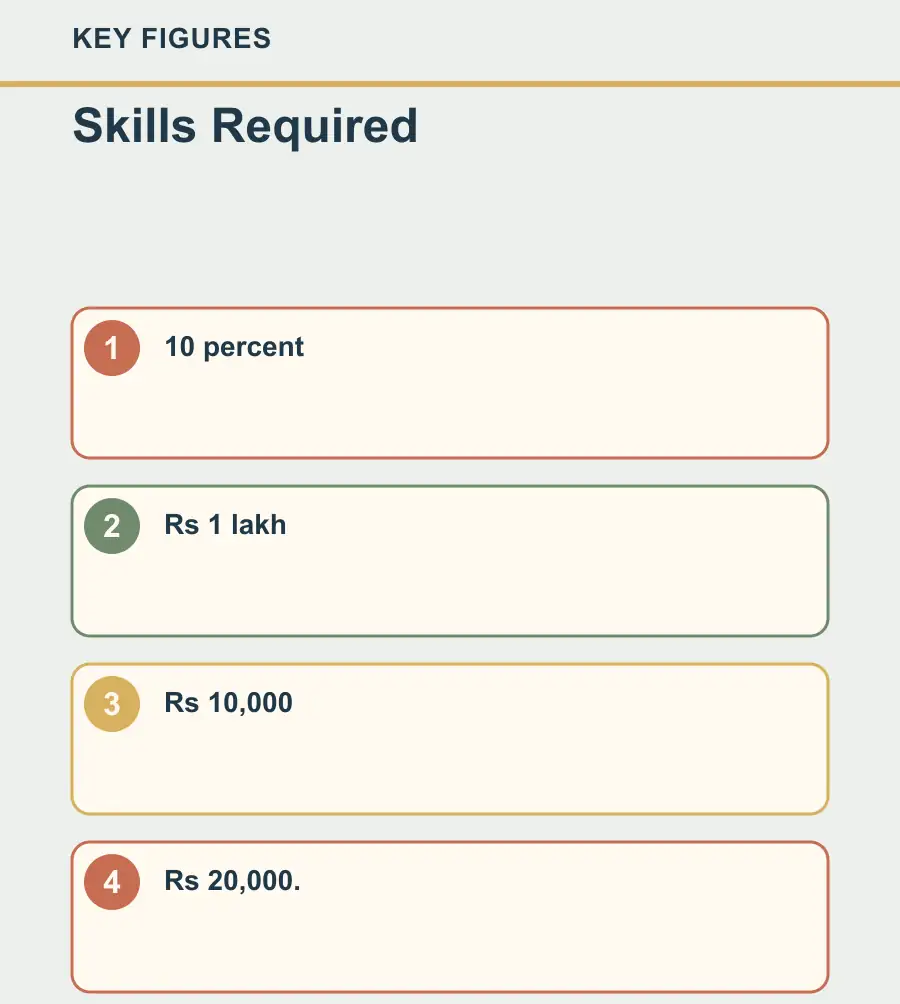 KEY FIGURES
Skills Required
1 10 percent
2 Rs 1 lakh
3 Rs 10,000
4 Rs 20,000.